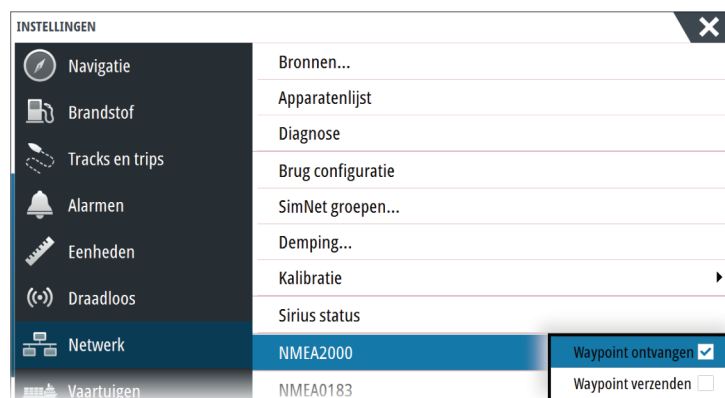 INSTELLINGEN
Navigatie
Brandstof
Tracks en trips
Alarmen
Eenheden
Draadloos
Netwerk
Vaartuigen
Bronnen...
Apparatenlijst
Diagnose
Brug configuratie
SimNet groepen...
Demping...
Kalibratie
Sirius status
NMEA2000
NMEA0183
Waypoint ontvangen
Waypoint verzenden